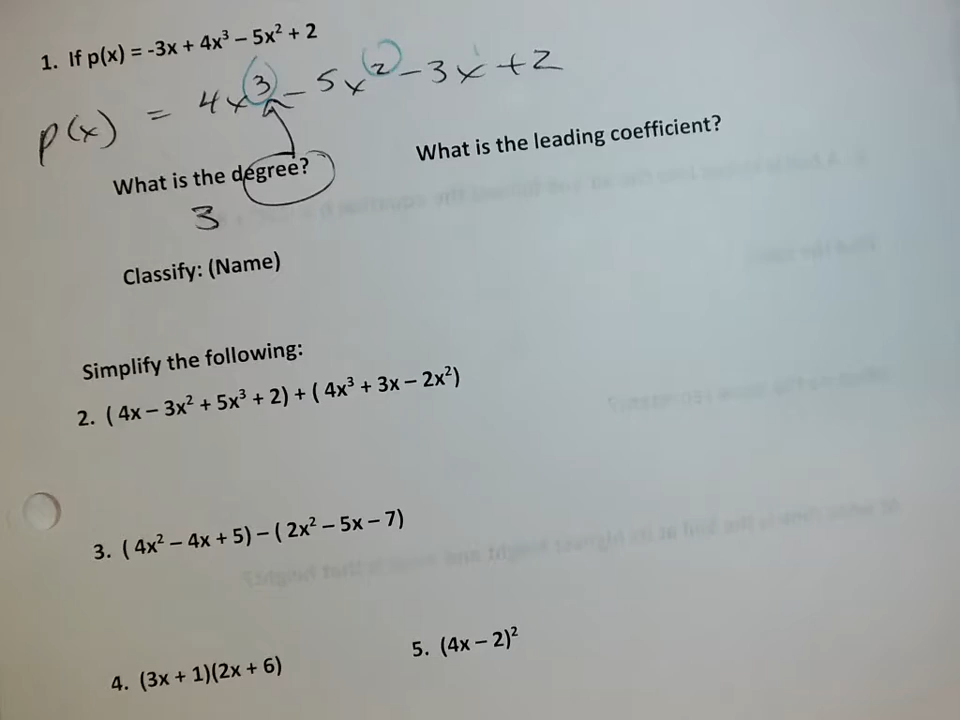 1. If p(x) = -3x + 4x³ – 5x² + 2
p(x) = 4x³ – 5x² – 3x + 2
What is the degree? What is the leading coefficient?
3
Classify: (Name)
Simplify the following:
2. ( 4x – 3x² + 5x³ + 2) + ( 4x³ + 3x – 2x²)
3. ( 4x² – 4x + 5) – ( 2x² – 5x – 7)
4. (3x + 1)(2x + 6) 5. (4x – 2)²